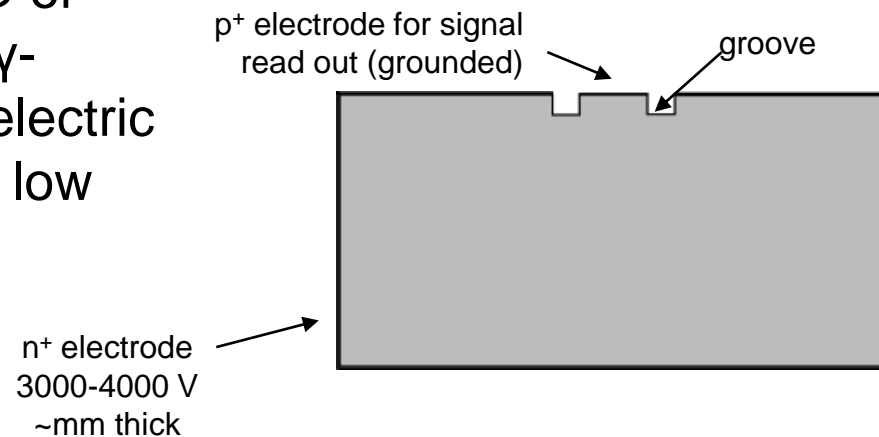 γ-
electric
low
p⁺ electrode for signal
read out (grounded)
groove
n⁺ electrode
3000-4000 V
~mm thick